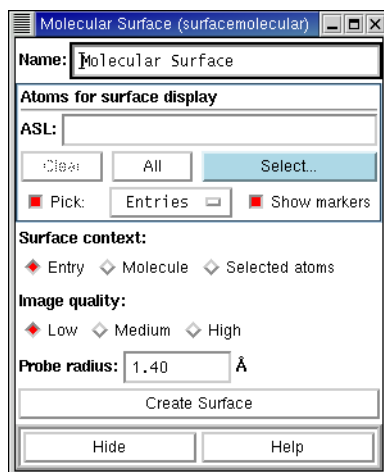 Molecular Surface (surfacemolecular)
Name: Molecular Surface
Atoms for surface display
ASL:
Clear All Select...
Pick: Entries Show markers
Surface context:
Entry Molecule Selected atoms
Image quality:
Low Medium High
Probe radius: 1.40 Å
Create Surface
Hide Help